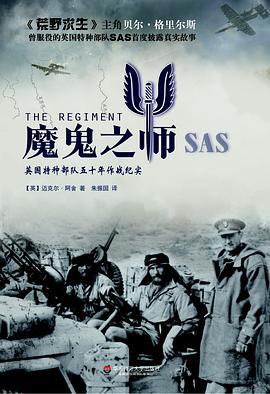 《荒野求生》主角贝尔·格里尔斯
曾服役的英国特种部队SAS首度披露真实故事
THE REGIMENT
魔鬼之师 SAS
英国特种部队五十年作战纪实
【英】迈克尔·阿舍 著 朱振国 译